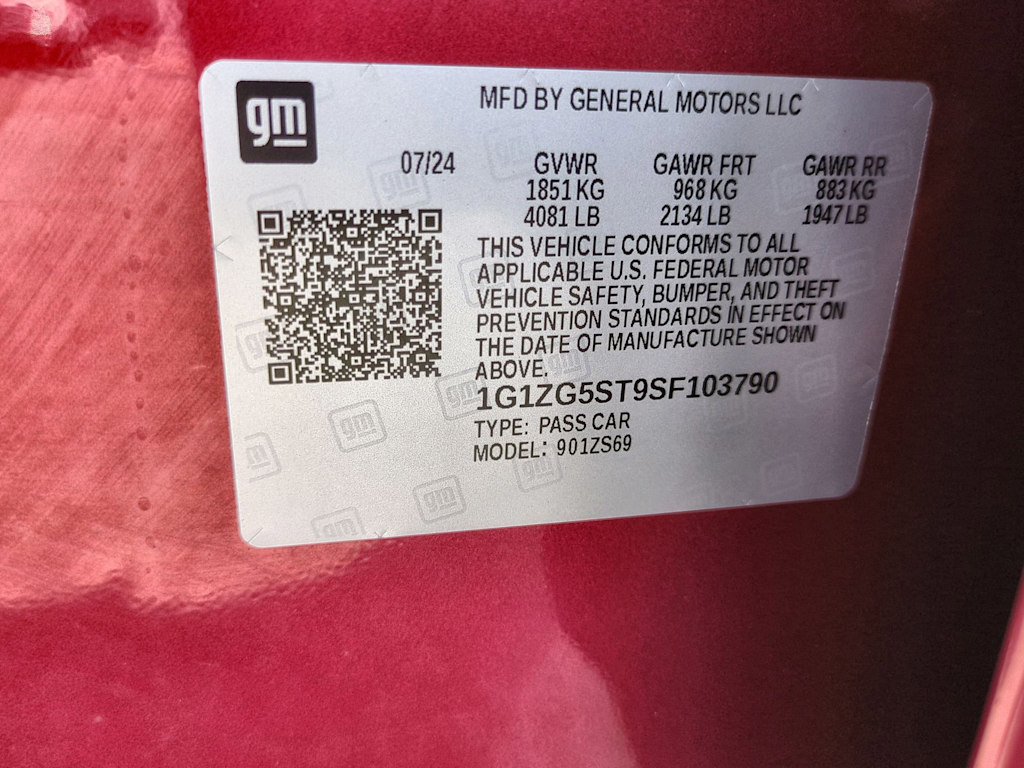 gm
MFD BY GENERAL MOTORS LLC
07/24 GVWR GAWR FRT GAWR RR
1851 KG 968 KG 883 KG
4081 LB 2134 LB 1947 LB
THIS VEHICLE CONFORMS TO ALL
APPLICABLE U.S. FEDERAL MOTOR
VEHICLE SAFETY, BUMPER, AND THEFT
PREVENTION STANDARDS IN EFFECT ON
THE DATE OF MANUFACTURE SHOWN
ABOVE.
1G1ZG5ST9SF103790
TYPE: PASS CAR
MODEL: 901ZS69